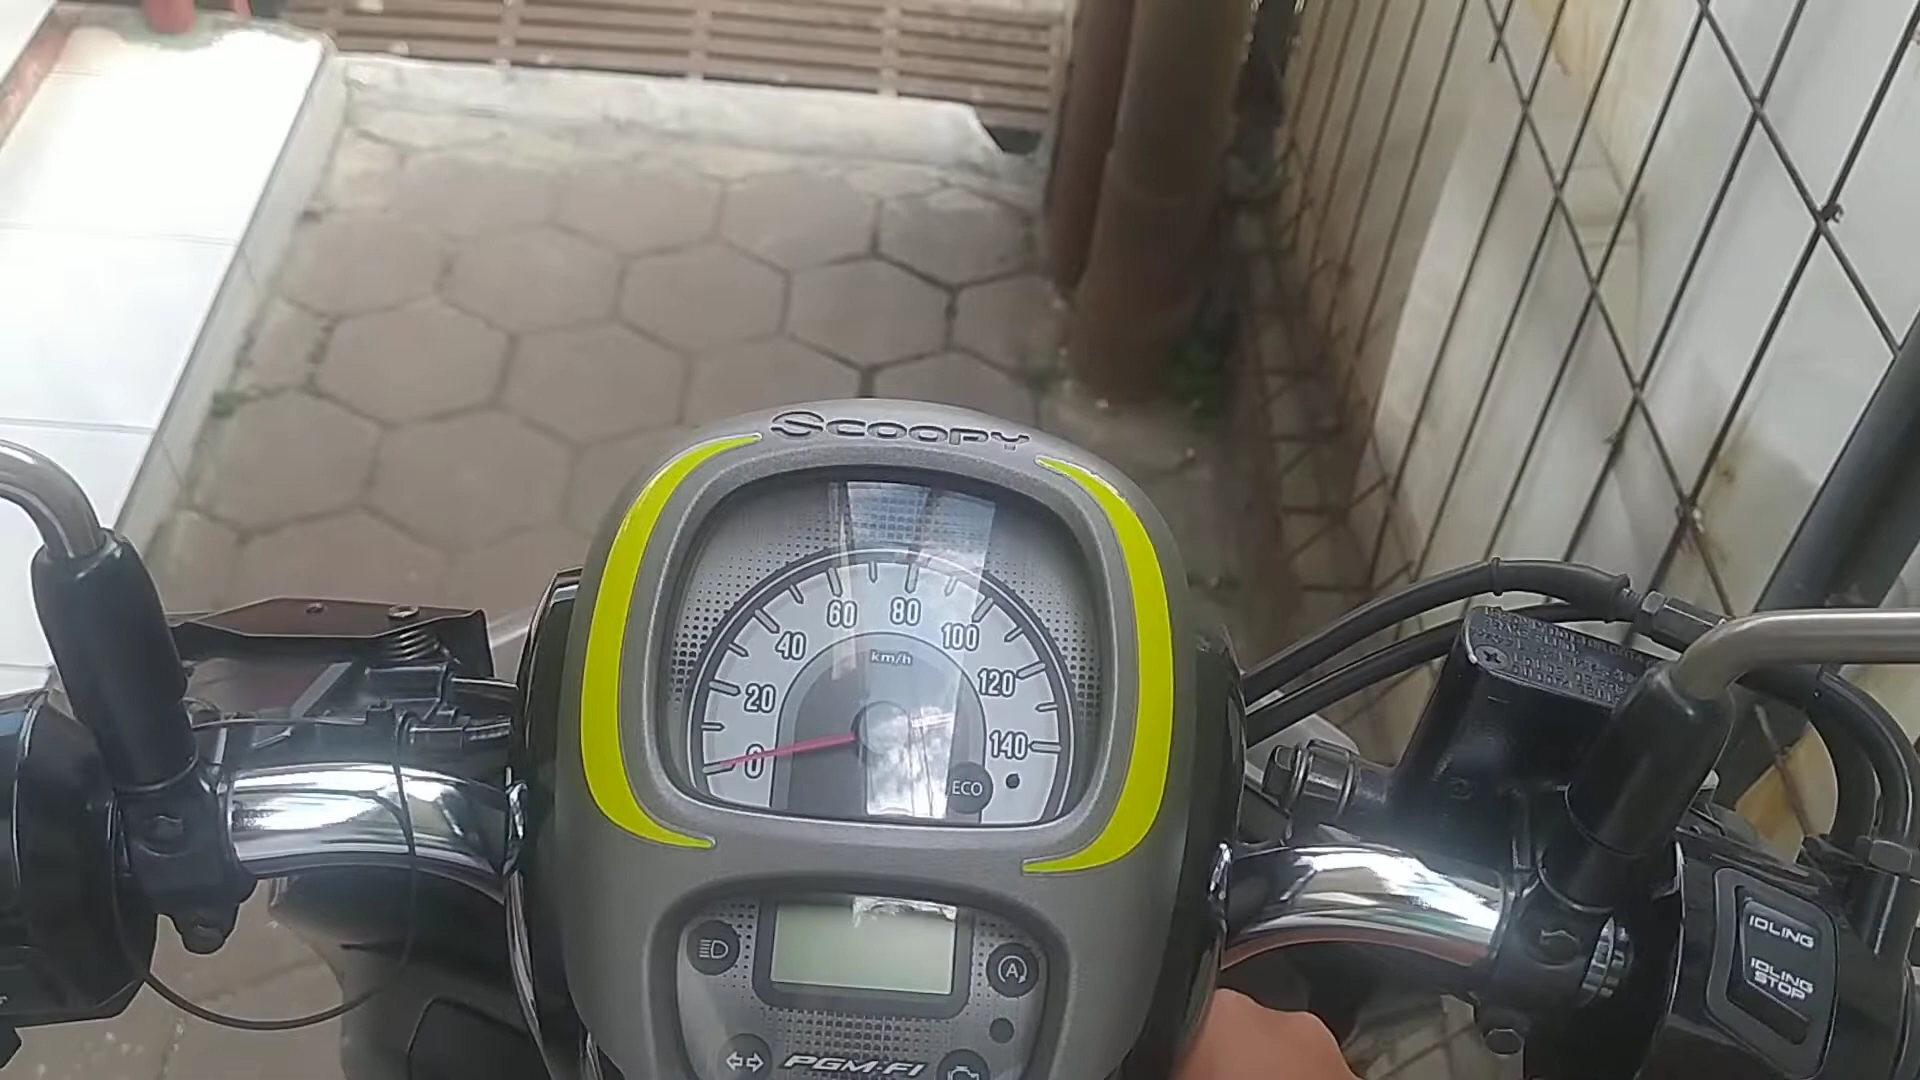 SCOOPY
60
80
40
100
km/h
20
120
0
140
ECO
A
IDLING
IDLING
STOP
PGM-FI